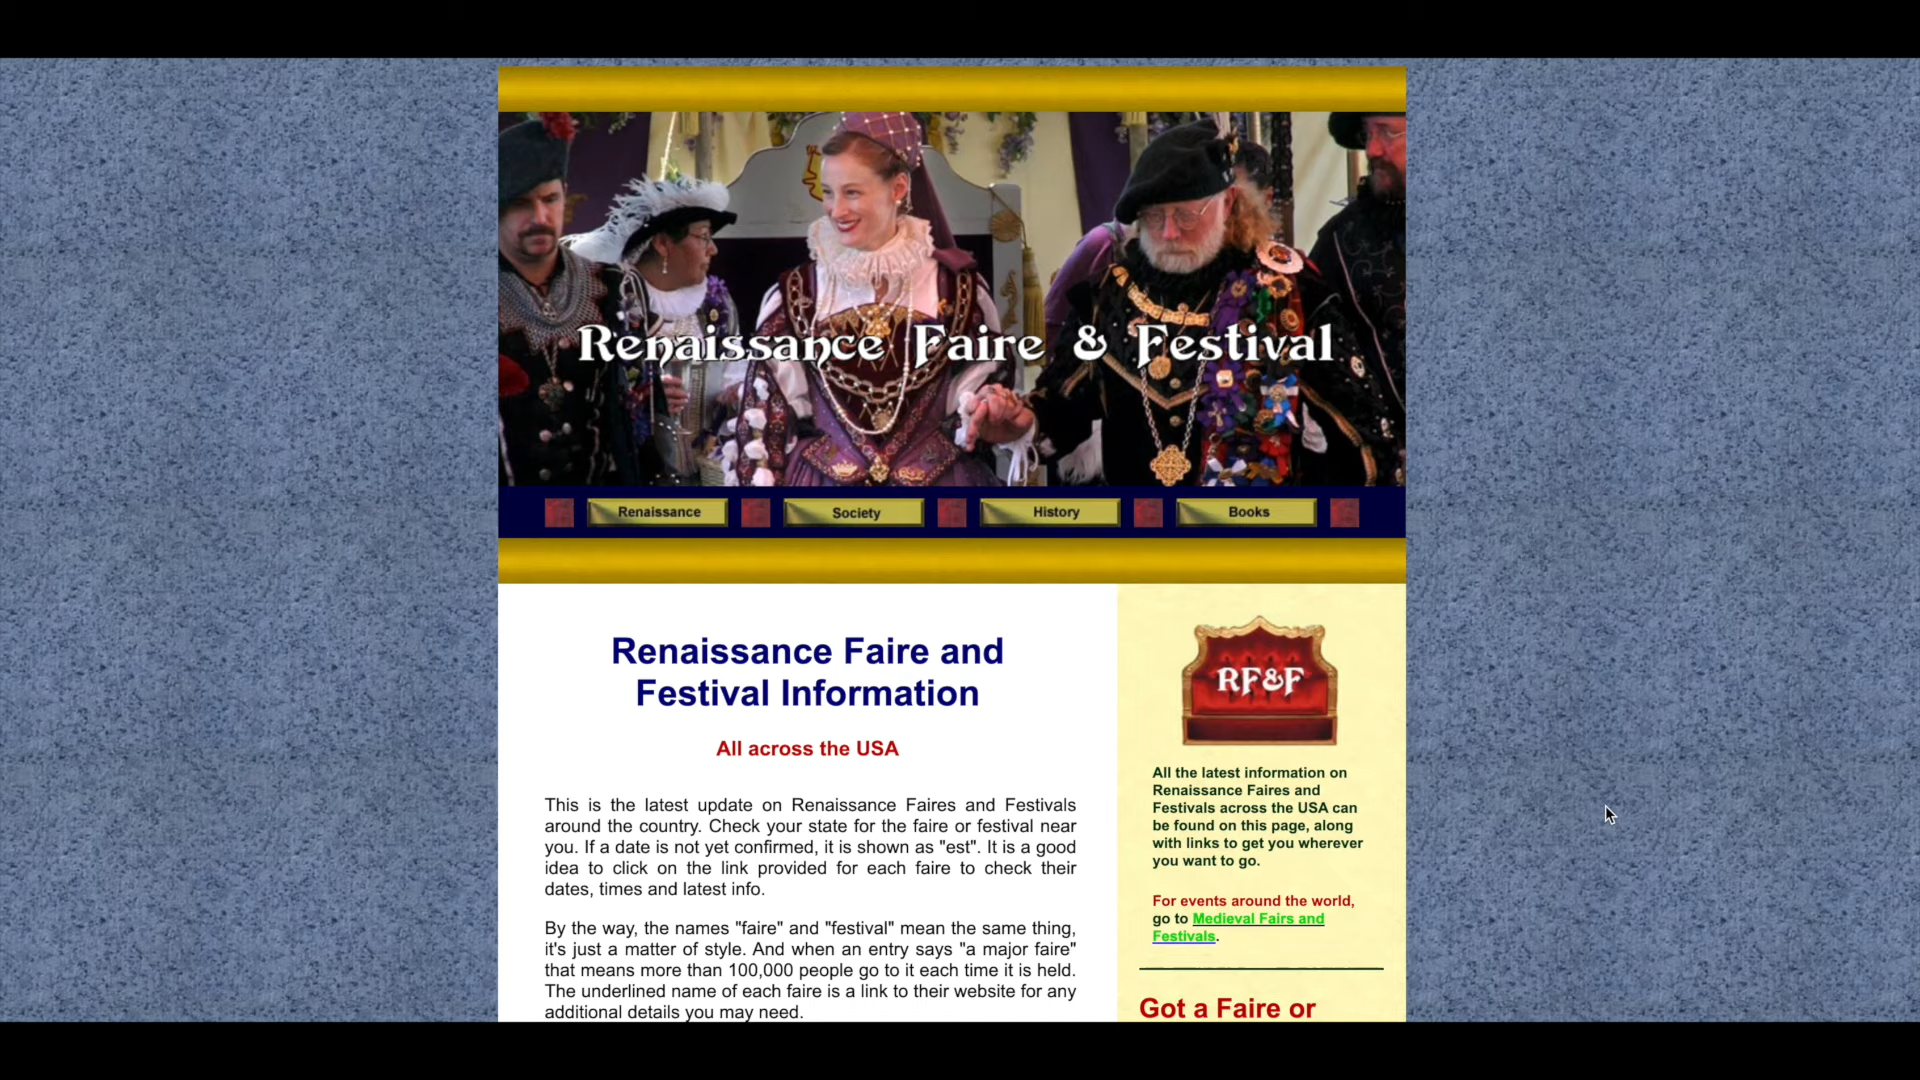 Renaissance Faire & Festival
Renaissance
Society
History
Books
Renaissance Faire and
Festival Information
All across the USA
This is the latest update on Renaissance Faires and Festivals
around the country. Check your state for the faire or festival near
you. If a date is not yet confirmed, it is shown as "est". It is a good
idea to click on the link provided for each faire to check their
dates, times and latest info.
By the way, the names "faire" and "festival" mean the same thing,
it's just a matter of style. And when an entry says "a major faire"
that means more than 100,000 people go to it each time it is held.
The underlined name of each faire is a link to their website for any
additional details you may need.
RF&F
All the latest information on
Renaissance Faires and
Festivals across the USA can
be found on this page, along
with links to get you wherever
you want to go.
For events around the world,
go to Medieval Fairs and
Festivals.
Got a Faire or